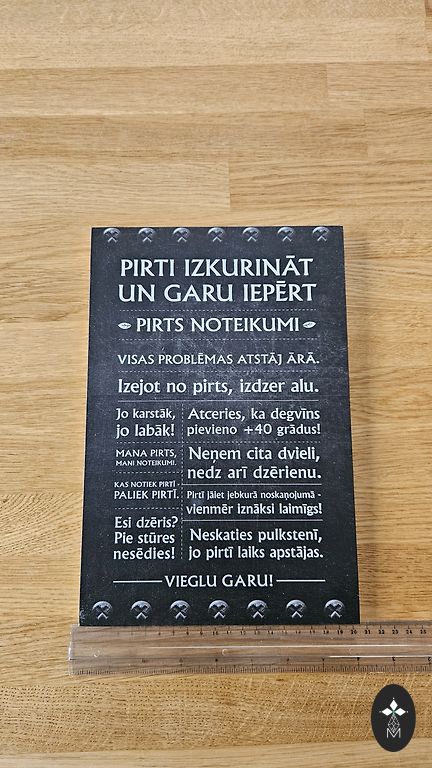 PIRTI IZKURINĀT
UN GARU IEPĒRT
PIRTS NOTEIKUMI
VISAS PROBLĒMAS ATSTĀJ ĀRĀ.
Izejot no pirts, izdzer alu.
Jo karstāk,
jo labāk!
Atceries, ka degvīns
pievieno +40 grādus!
MANA PIRTS,
MANI NOTEIKUMI.
Neņem cita dvieli,
nedz arī dzērienu.
KAS NOTIEK PIRTĪ -
PALIEK PIRTĪ.
Pirtī jāiet jebkurā noskaņojumā -
vienmēr iznāksi laimīgs!
Esi dzēris?
Pie stūres
nesēdies!
Neskaties pulkstenī,
jo pirtī laiks apstājas.
VIEGLU GARU!